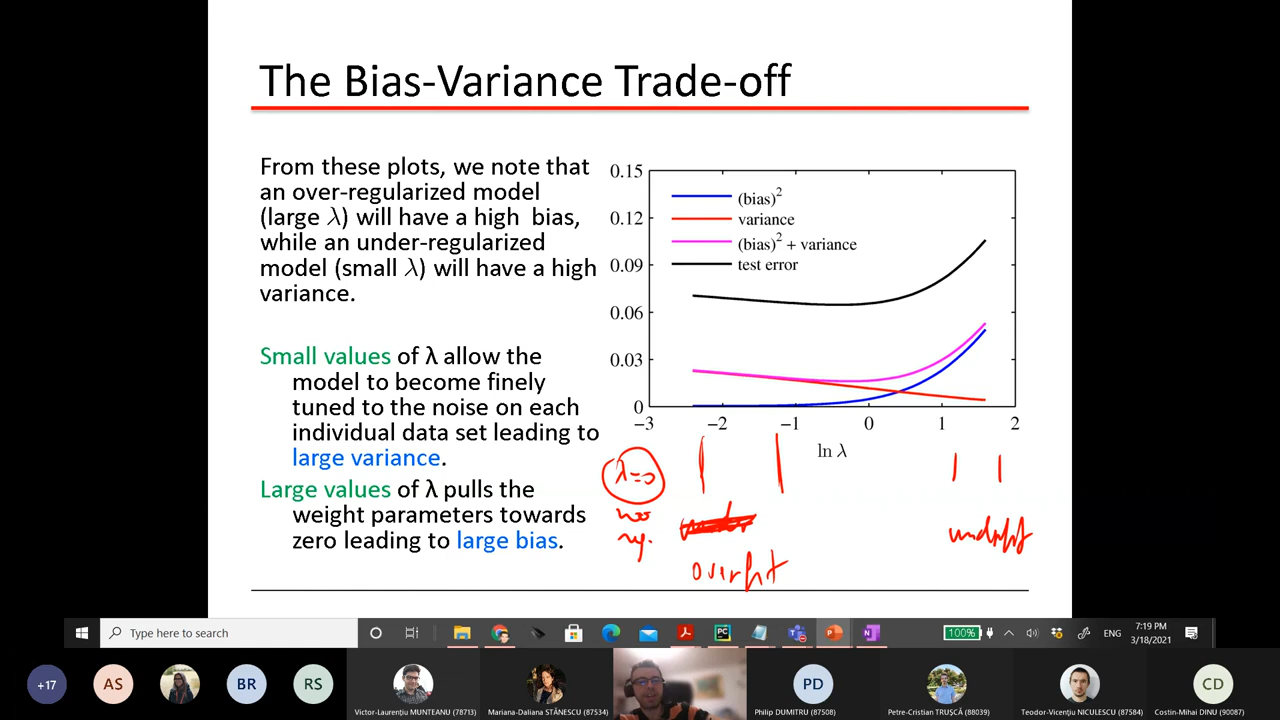 The Bias-Variance Trade-off
From these plots, we note that
an over-regularized model
(large λ) will have a high bias,
while an under-regularized
model (small λ) will have a high
variance.
Small values of λ allow the
model to become finely
tuned to the noise on each
individual data set leading to
large variance.
Large values of λ pulls the
weight parameters towards
zero leading to large bias.
0.15
0.12
0.09
0.06
0.03
0
(bias)²
variance
(bias)² + variance
test error
−3 −2 −1 0 1 2
ln λ
λ=0
overfit
underfit
Type here to search
100%
ENG
7:19 PM
3/18/2021
+17
AS
BR
RS
PD
CD
Victor-Laurențiu MUNTEANU (78713)
Mariana-Daliana STĂNESCU (87534)
Philip DUMITRU (87508)
Petre-Cristian TRUȘCĂ (88039)
Teodor-Vicențiu NICULESCU (87584)
Costin-Mihai DINU (90087)